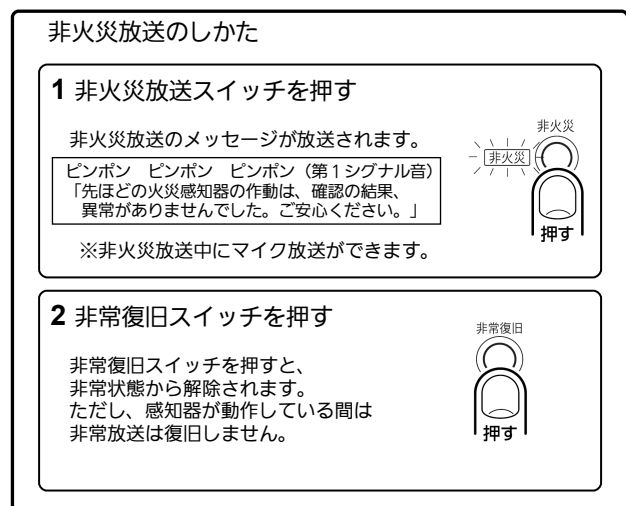 非火災放送のしかた
1 非火災放送スイッチを押す
非火災放送のメッセージが放送されます。
ピンポン　ピンポン　ピンポン（第１シグナル音）
「先ほどの火災感知器の作動は、確認の結果、
異常がありませんでした。ご安心ください。」
※非火災放送中にマイク放送ができます。
非火災
非火災
押す
2 非常復旧スイッチを押す
非常復旧スイッチを押すと、
非常状態から解除されます。
ただし、感知器が動作している間は
非常放送は復旧しません。
非常復旧
押す